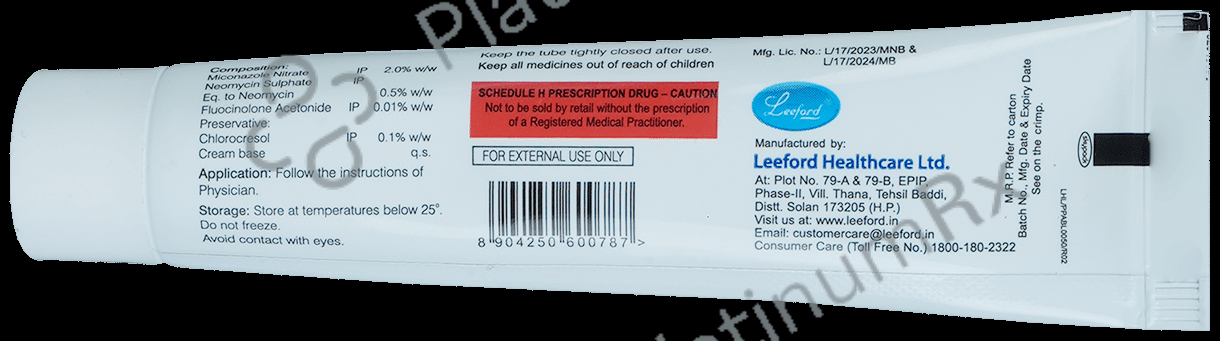 Composition:
Miconazole Nitrate IP 2.0% w/w
Neomycin Sulphate IP
Eq. to Neomycin 0.5% w/w
Fluocinolone Acetonide IP 0.01% w/w
Preservative:
Chlorocresol IP 0.1% w/w
Cream base q.s.
Application: Follow the instructions of
Physician.
Storage: Store at temperatures below 25°.
Do not freeze.
Avoid contact with eyes.
Keep the tube tightly closed after use.
Keep all medicines out of reach of children
SCHEDULE H PRESCRIPTION DRUG – CAUTION
Not to be sold by retail without the prescription
of a Registered Medical Practitioner.
FOR EXTERNAL USE ONLY
8 904250 600787 >
Mfg. Lic. No.: L/17/2023/MNB &
L/17/2024/MB
Leeford
Manufactured by:
Leeford Healthcare Ltd.
At: Plot No. 79-A & 79-B, EPIP,
Phase-II, Vill. Thana, Tehsil Baddi,
Distt. Solan 173205 (H.P.)
Visit us at: www.leeford.in
Email: customercare@leeford.in
Consumer Care (Toll Free No.) 1800-180-2322
M.R.P. Refer to carton
Batch No., Mfg. Date & Expiry Date
See on the crimp.
PlatinumRx